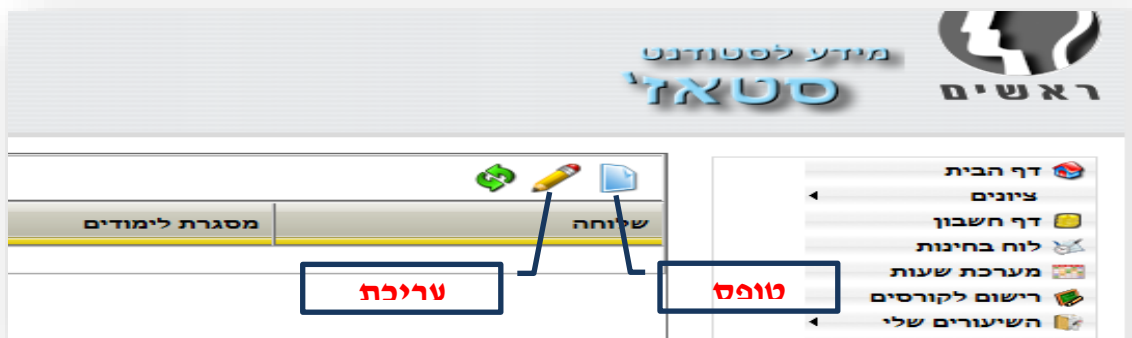 מידע לסטודנט
סטאז'
ראשים
דף הבית
ציונים
דף חשבון
לוח בחינות
מערכת שעות
רישום לקורסים
השיעורים שלי
שלוחה
מסגרת לימודים
טופס
עריכת